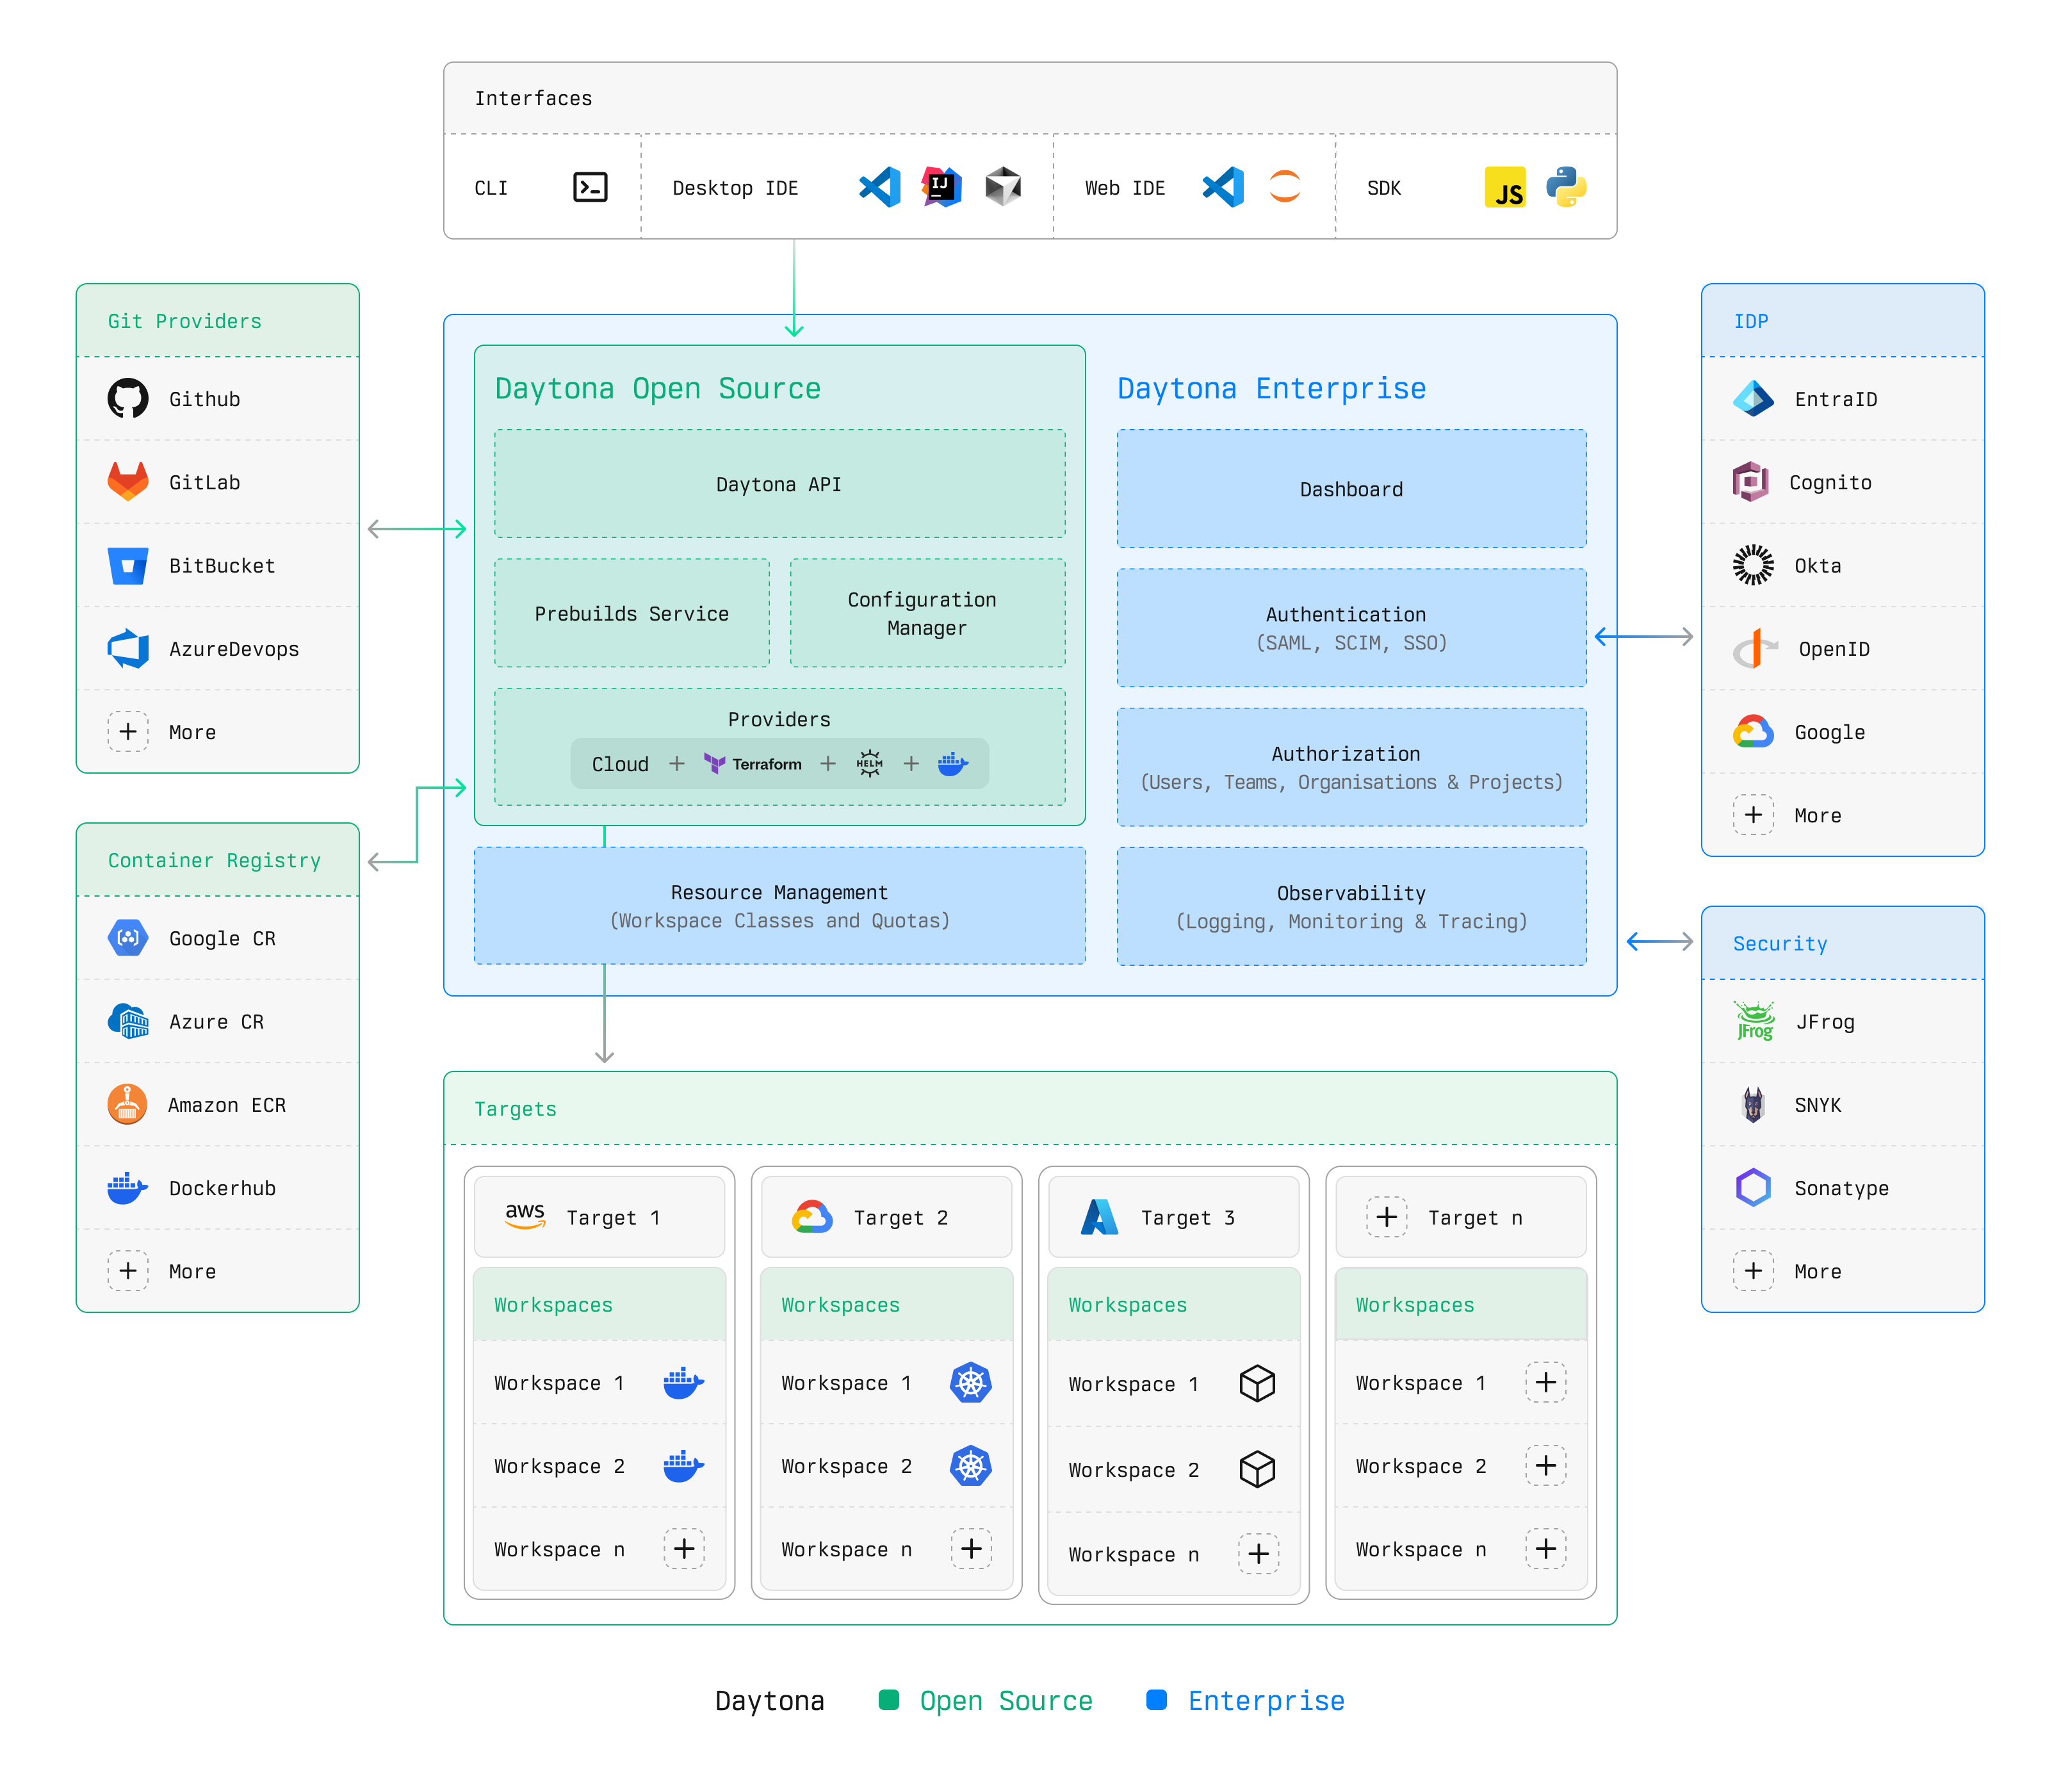 Interfaces
CLI
Desktop IDE
IJ
Web IDE
SDK
JS
Git Providers
Github
GitLab
BitBucket
AzureDevops
More
Container Registry
Google CR
Azure CR
Amazon ECR
Dockerhub
More
Daytona Open Source
Daytona API
Prebuilds Service
Configuration
Manager
Providers
Cloud + Terraform + HELM +
Resource Management
(Workspace Classes and Quotas)
Daytona Enterprise
Dashboard
Authentication
(SAML, SCIM, SSO)
Authorization
(Users, Teams, Organisations & Projects)
Observability
(Logging, Monitoring & Tracing)
IDP
EntraID
Cognito
Okta
OpenID
Google
More
Security
JFrog
JFrog
SNYK
Sonatype
More
Targets
aws
Target 1
Workspaces
Workspace 1
Workspace 2
Workspace n
Target 2
Workspaces
Workspace 1
Workspace 2
Workspace n
Target 3
Workspaces
Workspace 1
Workspace 2
Workspace n
Target n
Workspaces
Workspace 1
Workspace 2
Workspace n
Daytona
Open Source
Enterprise